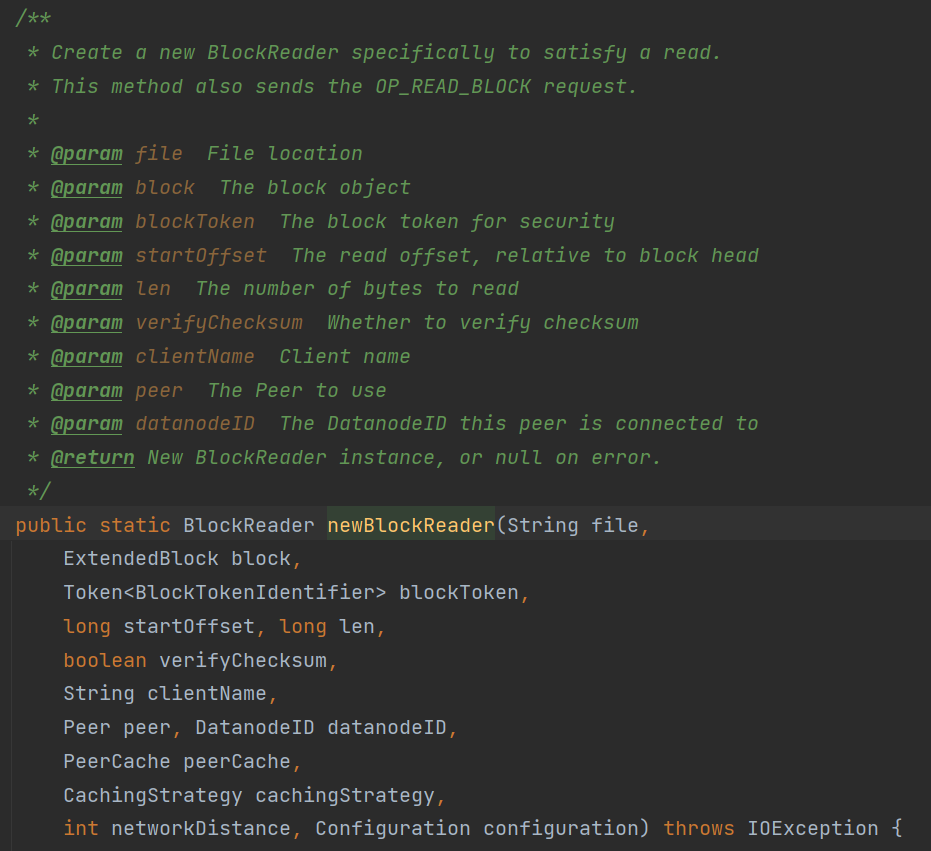 /**
 * Create a new BlockReader specifically to satisfy a read.
 * This method also sends the OP_READ_BLOCK request.
 *
 * @param file  File location
 * @param block  The block object
 * @param blockToken  The block token for security
 * @param startOffset  The read offset, relative to block head
 * @param len  The number of bytes to read
 * @param verifyChecksum  Whether to verify checksum
 * @param clientName  Client name
 * @param peer  The Peer to use
 * @param datanodeID  The DatanodeID this peer is connected to
 * @return New BlockReader instance, or null on error.
 */
public static BlockReader newBlockReader(String file,
    ExtendedBlock block,
    Token<BlockTokenIdentifier> blockToken,
    long startOffset, long len,
    boolean verifyChecksum,
    String clientName,
    Peer peer, DatanodeID datanodeID,
    PeerCache peerCache,
    CachingStrategy cachingStrategy,
    int networkDistance, Configuration configuration) throws IOException {